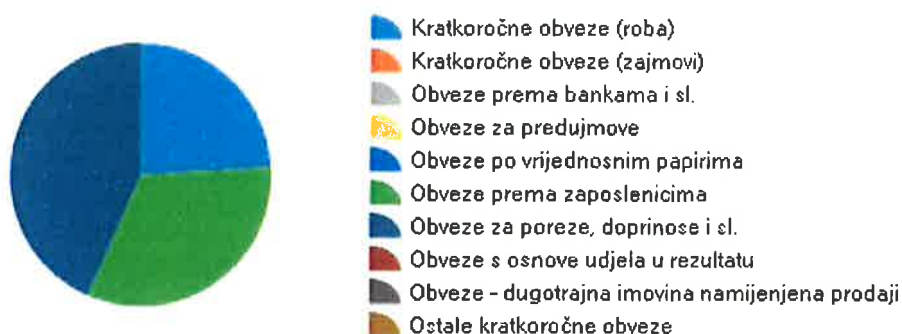 Kratkoročne obveze (roba)
Kratkoročne obveze (zajmovi)
Obveze prema bankama i sl.
Obveze za predujmove
Obveze po vrijednosnim papirima
Obveze prema zaposlenicima
Obveze za poreze, doprinose i sl.
Obveze s osnove udjela u rezultatu
Obveze - dugotrajna imovina namijenjena prodaji
Ostale kratkoročne obveze